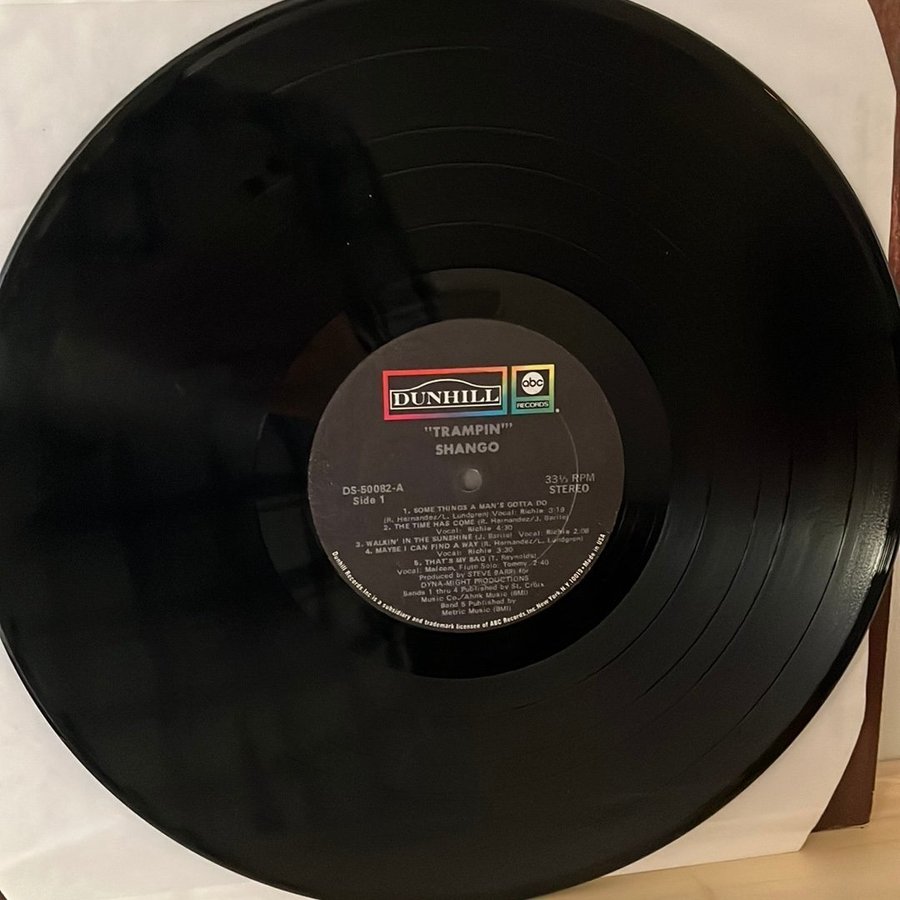 DUNHILL
abc
RECORDS
"TRAMPIN'"
SHANGO
DS-50082-A
Side 1
33⅓ RPM
STEREO
1. SOME THINGS A MAN'S GOTTA DO
(R. Hernandez/L. Lundgren) Vocal: Richie 3:19
2. THE TIME HAS COME (R. Hernandez/J. Barile)
Vocal: Richie 4:30
3. WALKIN' IN THE SUNSHINE (J. Barile) Vocal: Richie 2:08
4. MAYBE I CAN FIND A WAY (R. Hernandez/L. Lundgren)
Vocal: Richie 3:30
5. THAT'S MY BAG (T. Reynolds)
Vocal: Malcom, Flute Solo: Tommy 2:40
Produced by STEVE BARRI for
DYNA-MIGHT PRODUCTIONS
Bands 1 thru 4 Published by St. Croix
Music Co./Ahnk Music (BMI)
Band 5 Published by
Metric Music (BMI)
Dunhill Records, Inc. is a subsidiary and trademark licensee of ABC Records, Inc. New York, N.Y. 10019 • Made in USA